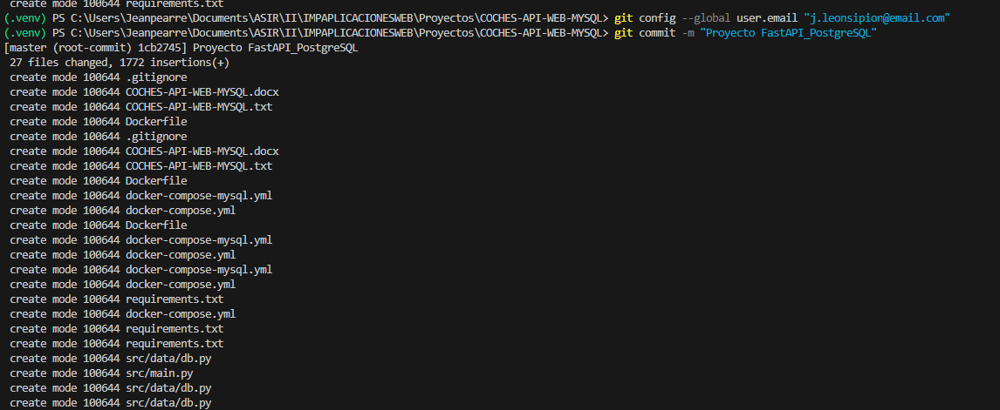 create mode 100644 requirements.txt
(.venv) PS C:\Users\Jeanpearre\Documents\ASIR\II\IMPAPLICACIONESWEB\Proyectos\COCHES-API-WEB-MYSQL> git config --global user.email "j.leonsipion@email.com"
(.venv) PS C:\Users\Jeanpearre\Documents\ASIR\II\IMPAPLICACIONESWEB\Proyectos\COCHES-API-WEB-MYSQL> git commit -m "Proyecto FastAPI_PostgreSQL"
[master (root-commit) 1cb2745] Proyecto FastAPI_PostgreSQL
27 files changed, 1772 insertions(+)
create mode 100644 .gitignore
create mode 100644 COCHES-API-WEB-MYSQL.docx
create mode 100644 COCHES-API-WEB-MYSQL.txt
create mode 100644 Dockerfile
create mode 100644 .gitignore
create mode 100644 COCHES-API-WEB-MYSQL.docx
create mode 100644 COCHES-API-WEB-MYSQL.txt
create mode 100644 Dockerfile
create mode 100644 docker-compose-mysql.yml
create mode 100644 docker-compose.yml
create mode 100644 Dockerfile
create mode 100644 docker-compose-mysql.yml
create mode 100644 docker-compose.yml
create mode 100644 docker-compose-mysql.yml
create mode 100644 docker-compose.yml
create mode 100644 requirements.txt
create mode 100644 docker-compose.yml
create mode 100644 requirements.txt
create mode 100644 requirements.txt
create mode 100644 src/data/db.py
create mode 100644 src/main.py
create mode 100644 src/data/db.py
create mode 100644 src/data/db.py